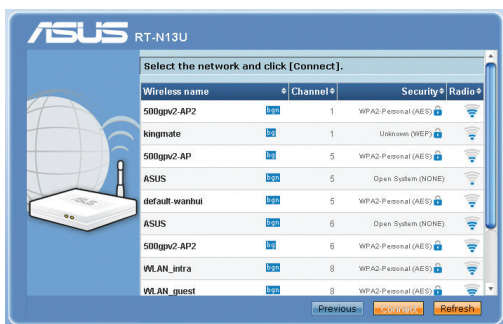 ASUS RT-N13U
Select the network and click [Connect].
Wireless name Channel Security Radio
500gpv2-AP2 bgn 1 WPA2-Personal (AES)
kingmate bg 1 Unknown (WEP)
500gpv2-AP bg 5 WPA2-Personal (AES)
ASUS bgn 5 Open System (NONE)
default-wanhui bgn 5 WPA2-Personal (AES)
ASUS bgn 6 Open System (NONE)
500gpv2-AP2 bg 6 WPA2-Personal (AES)
WLAN_intra bgn 8 WPA2-Personal (AES)
WLAN_guest bgn 8 WPA2-Personal (AES)
Previous Connect Refresh